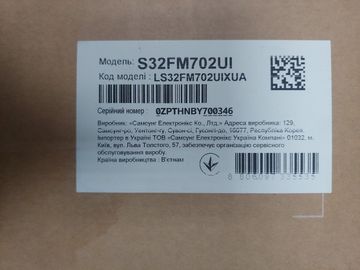 Модель: S32FM702UI
Код моделі : LS32FM702UIXUA
Серійний номер : 0ZPTHNBY700346
Виробник: «Самсунг Електронікс Ко., Лтд.» Адреса виробника: 129,
Самсунг-ро, Єнтонг-гу, Сувон-сі, Гуєонгі-до, 16677, Республіка Корея.
Імпортер в Україні ТОВ «Самсунг Електронікс Україна Компані» 01032, м.
Київ, вул. Льва Толстого, 57, забезпечує організацію сервісного
обслуговування виробу.
Країна виробництва : В'єтнам